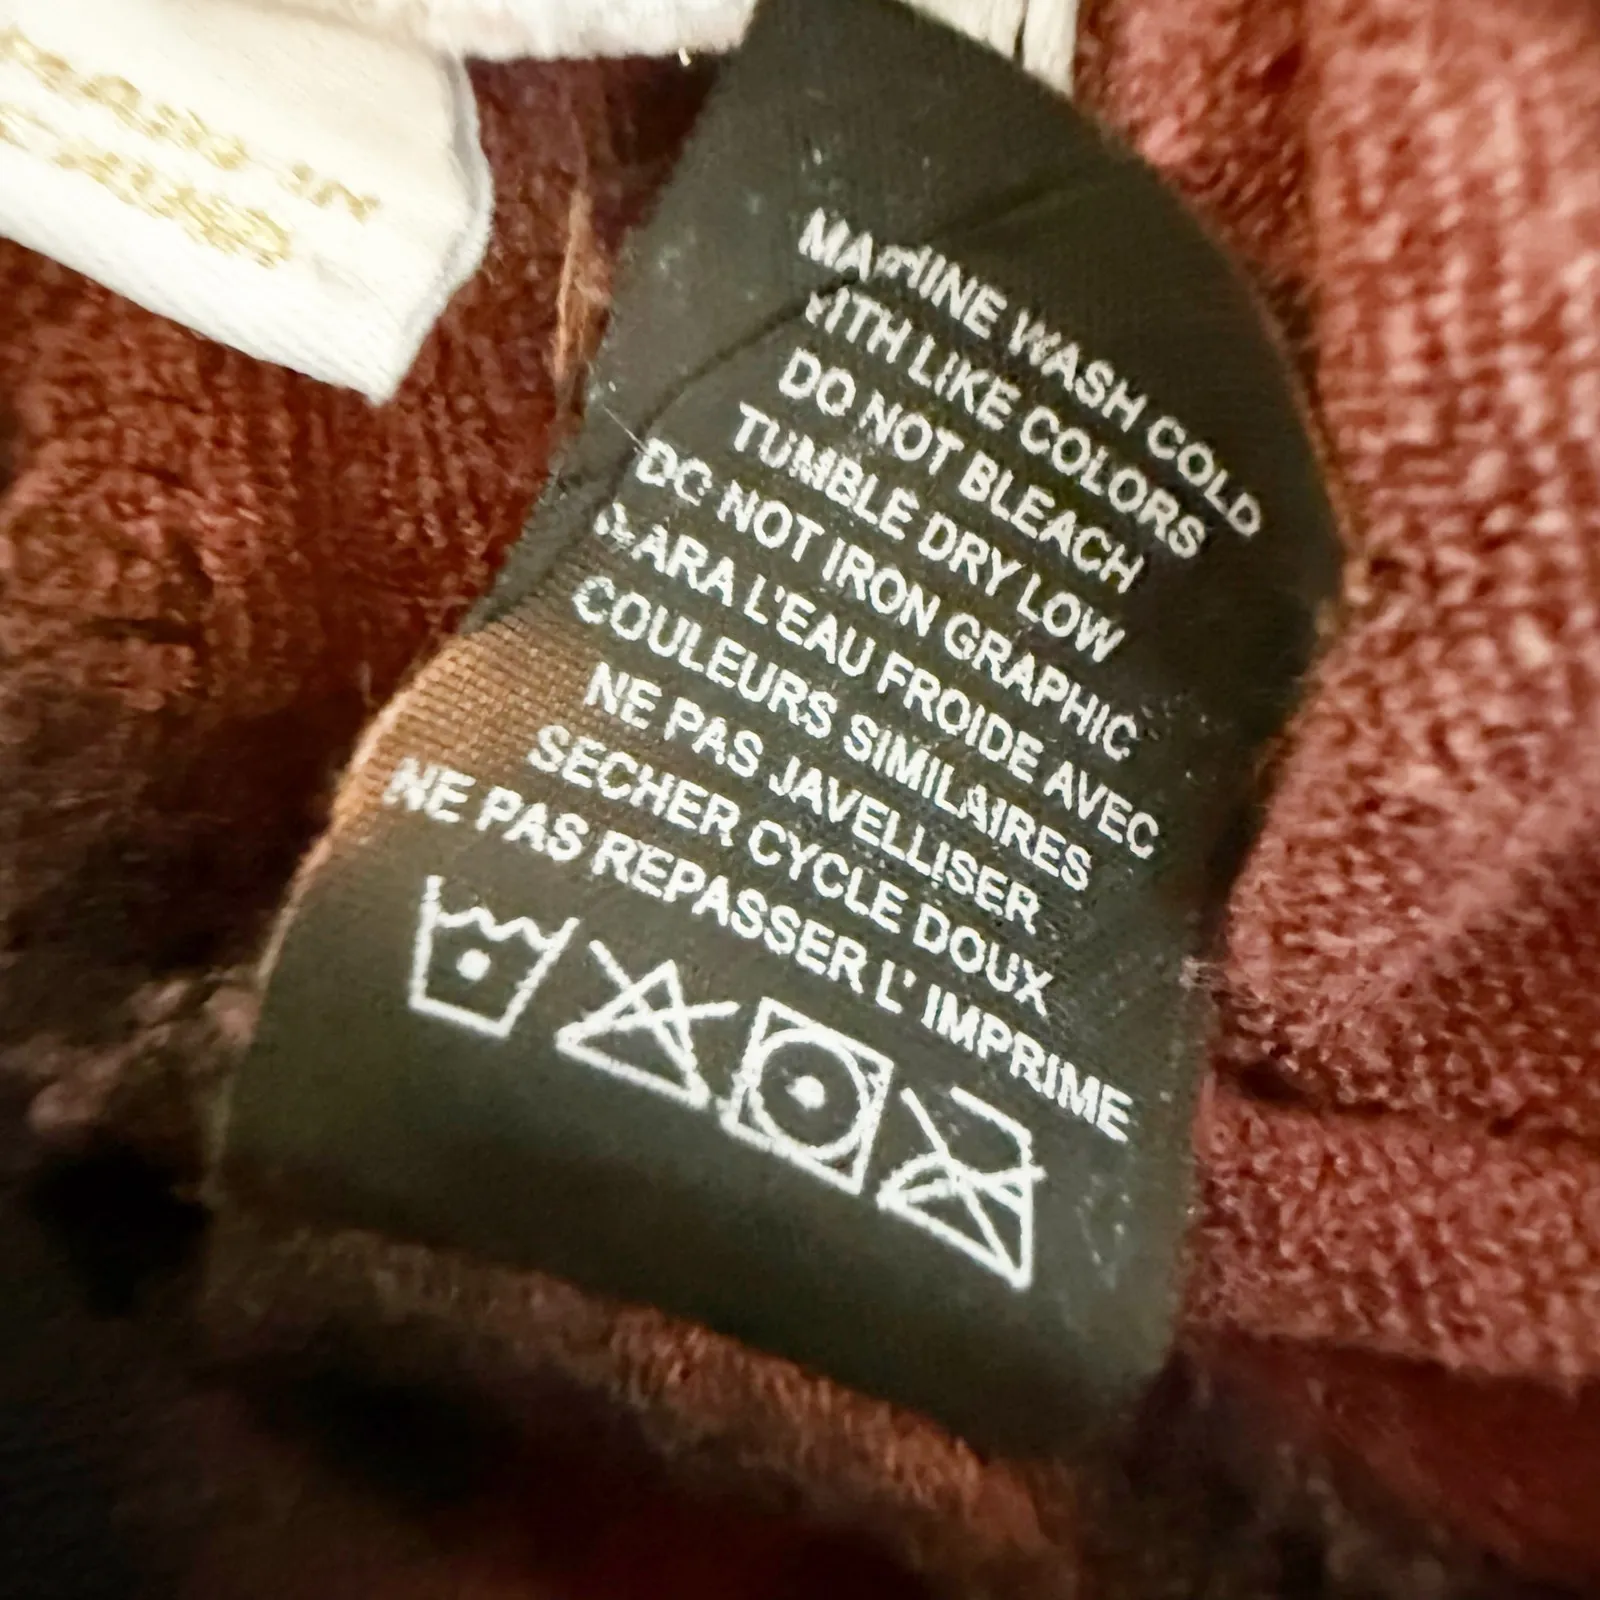 MACHINE WASH COLD
WITH LIKE COLORS
DO NOT BLEACH
TUMBLE DRY LOW
DO NOT IRON GRAPHIC
L'EAU FROIDE AVEC
COULEURS SIMILAIRES
NE PAS JAVELLISER
SECHER CYCLE DOUX
NE PAS REPASSER L' IMPRIME